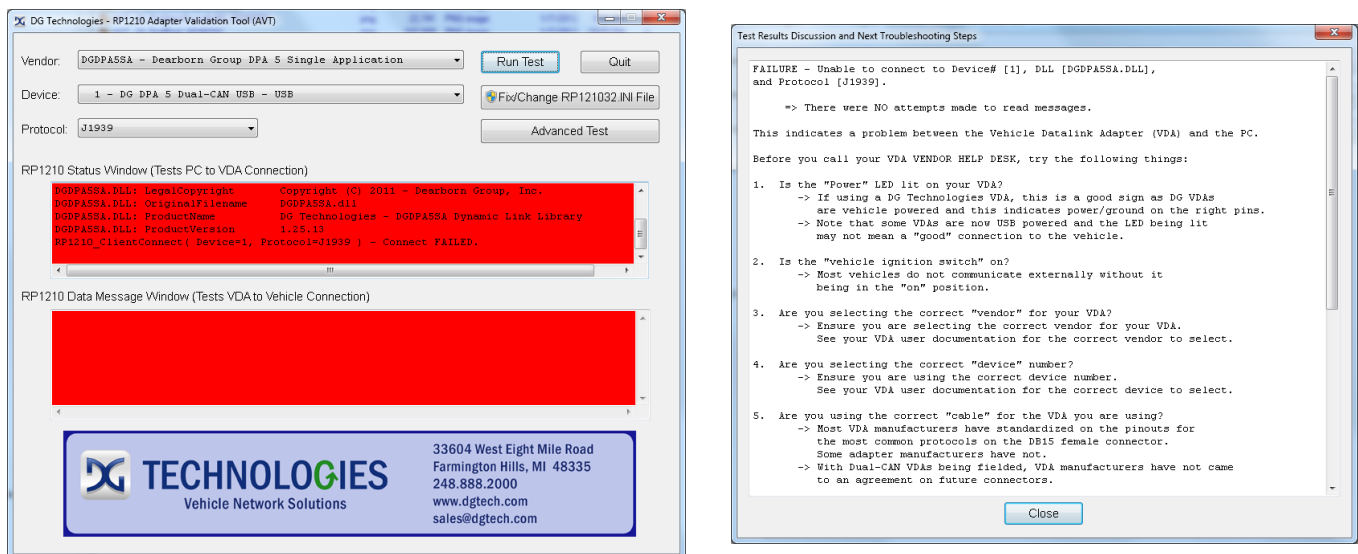 DG Technologies - RP1210 Adapter Validation Tool (AVT)
Vendor: DGDPA5SA - Dearborn Group DPA 5 Single Application
Run Test
Quit
Device: 1 - DG DPA 5 Dual-CAN USB - USB
Fix/Change RP121032.INI File
Protocol: J1939
Advanced Test
RP1210 Status Window (Tests PC to VDA Connection)
DGDPA5SA.DLL: LegalCopyright Copyright (C) 2011 - Dearborn Group, Inc.
DGDPA5SA.DLL: OriginalFilename DGDPA5SA.dll
DGDPA5SA.DLL: ProductName DG Technologies - DGDPA5SA Dynamic Link Library
DGDPA5SA.DLL: ProductVersion 1.25.13
RP1210_ClientConnect( Device=1, Protocol=J1939 ) - Connect FAILED.
RP1210 Data Message Window (Tests VDA to Vehicle Connection)
DG TECHNOLOGIES
Vehicle Network Solutions
33604 West Eight Mile Road
Farmington Hills, MI 48335
248.888.2000
www.dgtech.com
sales@dgtech.com
Test Results Discussion and Next Troubleshooting Steps
FAILURE - Unable to connect to Device# [1], DLL [DGDPA5SA.DLL],
and Protocol [J1939].
=> There were NO attempts made to read messages.
This indicates a problem between the Vehicle Datalink Adapter (VDA) and the PC.
Before you call your VDA VENDOR HELP DESK, try the following things:
1. Is the "Power" LED lit on your VDA?
-> If using a DG Technologies VDA, this is a good sign as DG VDAs
are vehicle powered and this indicates power/ground on the right pins.
-> Note that some VDAs are now USB powered and the LED being lit
may not mean a "good" connection to the vehicle.
2. Is the "vehicle ignition switch" on?
-> Most vehicles do not communicate externally without it
being in the "on" position.
3. Are you selecting the correct "vendor" for your VDA?
-> Ensure you are selecting the correct vendor for your VDA.
See your VDA user documentation for the correct vendor to select.
4. Are you selecting the correct "device" number?
-> Ensure you are using the correct device number.
See your VDA user documentation for the correct device to select.
5. Are you using the correct "cable" for the VDA you are using?
-> Most VDA manufacturers have standardized on the pinouts for
the most common protocols on the DB15 female connector.
Some adapter manufacturers have not.
-> With Dual-CAN VDAs being fielded, VDA manufacturers have not came
to an agreement on future connectors.
Close